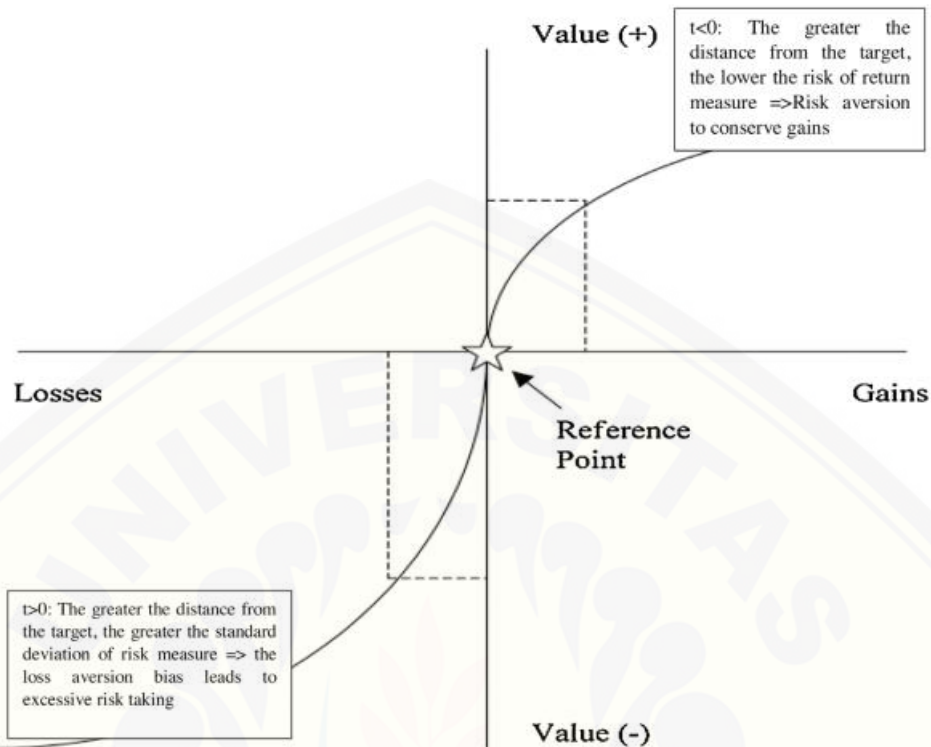 Value (+)
t<0: The greater the
distance from the target,
the lower the risk of return
measure =>Risk aversion
to conserve gains
Losses
Gains
Reference
Point
UNIVERSITAS
t>0: The greater the distance from
the target, the greater the standard
deviation of risk measure => the
loss aversion bias leads to
excessive risk taking
Value (-)